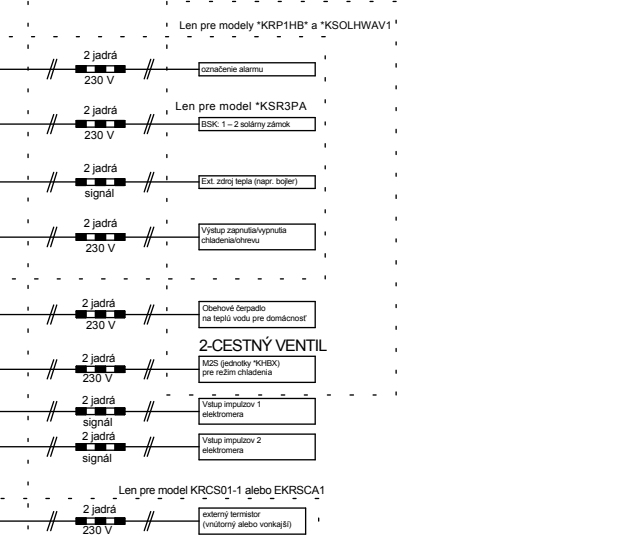 Len pre modely *KRP1HB* a *KSOLHWAV1*
2 jadrá
230 V
označenie alarmu
Len pre model *KSR3PA
2 jadrá
230 V
BSK: 1 – 2 solárny zámok
2 jadrá
signál
Ext. zdroj tepla (napr. bojler)
2 jadrá
230 V
Výstup zapnutia/vypnutia
chladenia/ohrevu
2 jadrá
230 V
Obehové čerpadlo
na teplú vodu pre domácnosť
2-CESTNÝ VENTIL
2 jadrá
230 V
M2S (jednotky *KHBX)
pre režim chladenia
2 jadrá
signál
Vstup impulzov 1
elektromera
2 jadrá
signál
Vstup impulzov 2
elektromera
Len pre model KRCS01-1 alebo EKRSCA1
2 jadrá
230 V
externý termistor
(vnútorný alebo vonkajší)